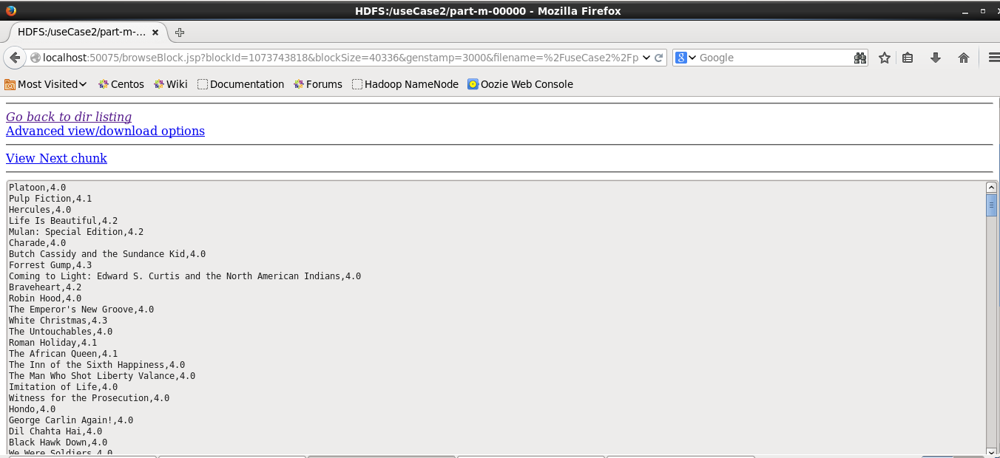 HDFS:/useCase2/part-m-00000 - Mozilla Firefox
HDFS:/useCase2/part-m-...
localhost:50075/browseBlock.jsp?blockId=1073743818&blockSize=40336&genstamp=3000&filename=%2FuseCase2%2Fp
8 Google
Most Visited Centos Wiki Documentation Forums Hadoop NameNode Oozie Web Console
Go back to dir listing
Advanced view/download options
View Next chunk
Platoon,4.0
Pulp Fiction,4.1
Hercules,4.0
Life Is Beautiful,4.2
Mulan: Special Edition,4.2
Charade,4.0
Butch Cassidy and the Sundance Kid,4.0
Forrest Gump,4.3
Coming to Light: Edward S. Curtis and the North American Indians,4.0
Braveheart,4.2
Robin Hood,4.0
The Emperor's New Groove,4.0
White Christmas,4.3
The Untouchables,4.0
Roman Holiday,4.1
The African Queen,4.1
The Inn of the Sixth Happiness,4.0
The Man Who Shot Liberty Valance,4.0
Imitation of Life,4.0
Witness for the Prosecution,4.0
Hondo,4.0
George Carlin Again!,4.0
Dil Chahta Hai,4.0
Black Hawk Down,4.0
We Were Soldiers,4.0